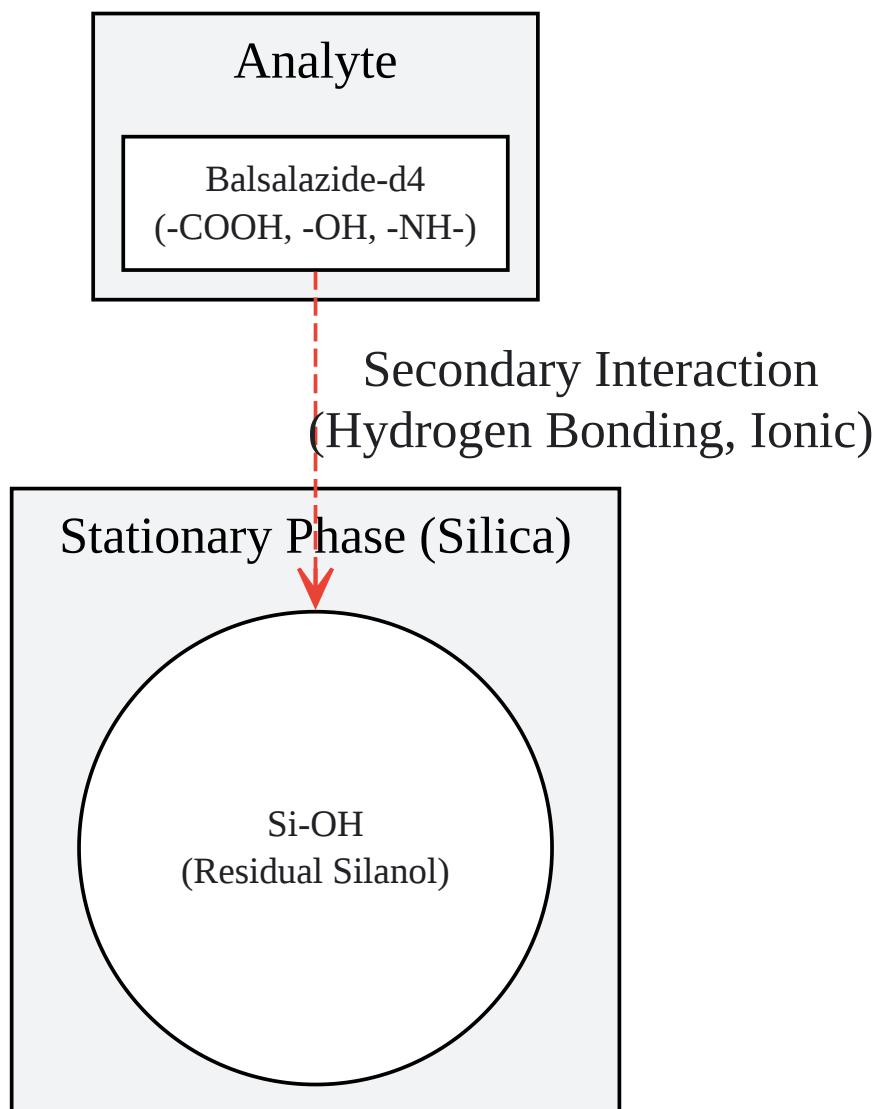 Analyte
Balsalazide-d4
(-COOH, -OH, -NH-)
Secondary Interaction
(Hydrogen Bonding, Ionic)
Stationary Phase (Silica)
Si-OH
(Residual Silanol)